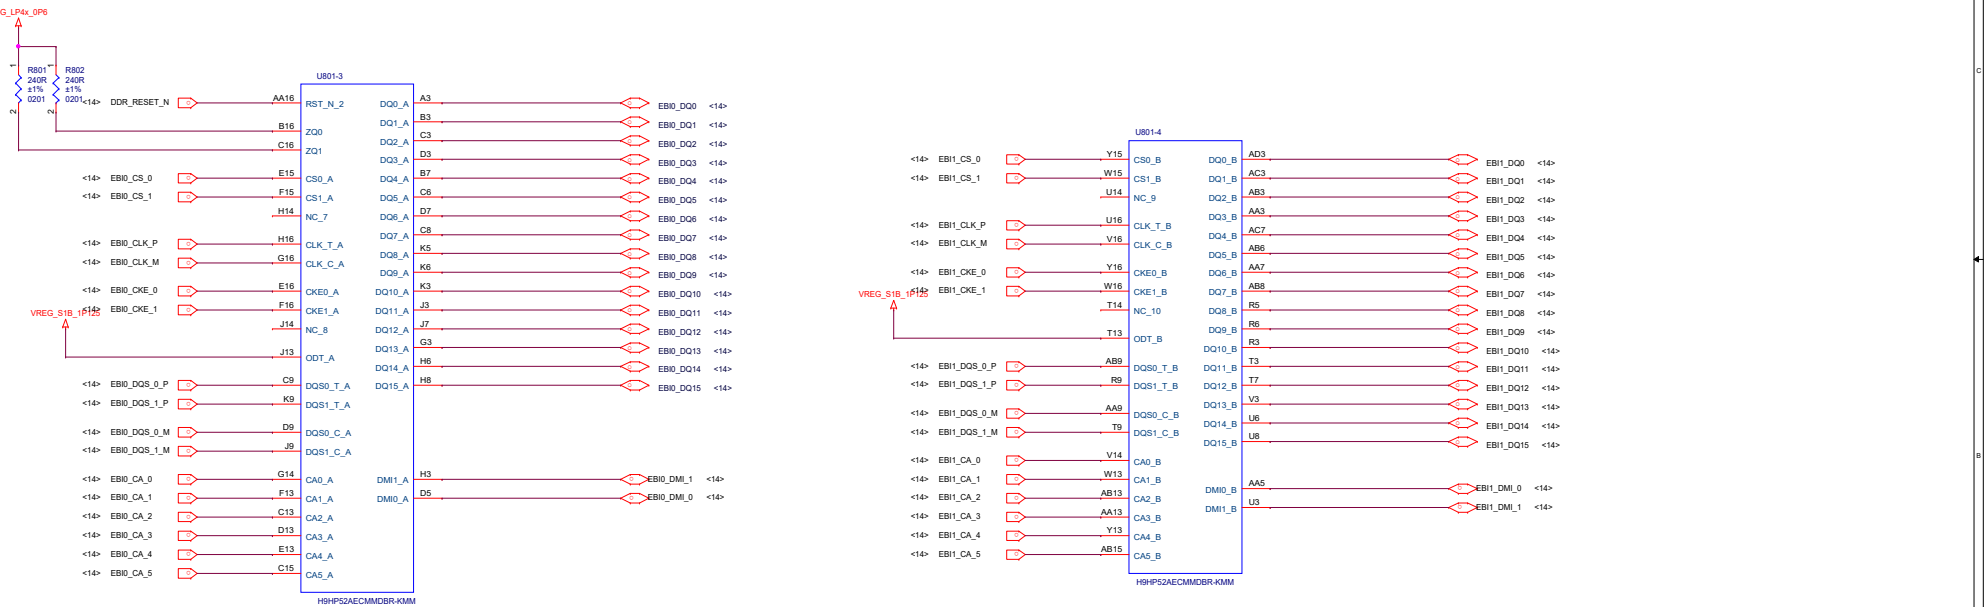 G_LP4x_0P6
1 1
R801 R802
240R 240R
±1% ±1%
0201 0201
2 2
U801-3
<14> DDR_RESET_N AA16 RST_N_2 DQ0_A A3 EBI0_DQ0 <14>
B16 ZQ0 DQ1_A B3 EBI0_DQ1 <14>
C16 ZQ1 DQ2_A C3 EBI0_DQ2 <14>
DQ3_A D3 EBI0_DQ3 <14>
<14> EBI0_CS_0 E15 CS0_A DQ4_A B7 EBI0_DQ4 <14>
<14> EBI0_CS_1 F15 CS1_A DQ5_A C6 EBI0_DQ5 <14>
H14 NC_7 DQ6_A D7 EBI0_DQ6 <14>
DQ7_A C8 EBI0_DQ7 <14>
<14> EBI0_CLK_P H16 CLK_T_A DQ8_A K5 EBI0_DQ8 <14>
<14> EBI0_CLK_M G16 CLK_C_A DQ9_A K6 EBI0_DQ9 <14>
<14> EBI0_CKE_0 E16 CKE0_A DQ10_A K3 EBI0_DQ10 <14>
<14> EBI0_CKE_1 F16 CKE1_A DQ11_A J3 EBI0_DQ11 <14>
VREG_S1B_1P125
J14 NC_8 DQ12_A J7 EBI0_DQ12 <14>
DQ13_A G3 EBI0_DQ13 <14>
J13 ODT_A DQ14_A H6 EBI0_DQ14 <14>
<14> EBI0_DQS_0_P C9 DQS0_T_A DQ15_A H8 EBI0_DQ15 <14>
<14> EBI0_DQS_1_P K9 DQS1_T_A
<14> EBI0_DQS_0_M D9 DQS0_C_A
<14> EBI0_DQS_1_M J9 DQS1_C_A
<14> EBI0_CA_0 G14 CA0_A DMI1_A H3 EBI0_DMI_1 <14>
<14> EBI0_CA_1 F13 CA1_A DMI0_A D5 EBI0_DMI_0 <14>
<14> EBI0_CA_2 C13 CA2_A
<14> EBI0_CA_3 D13 CA3_A
<14> EBI0_CA_4 E13 CA4_A
<14> EBI0_CA_5 C15 CA5_A
H9HP52AECMMDBR-KMM
U801-4
<14> EBI1_CS_0 Y15 CS0_B DQ0_B AD3 EBI1_DQ0 <14>
<14> EBI1_CS_1 W15 CS1_B DQ1_B AC3 EBI1_DQ1 <14>
U14 NC_9 DQ2_B AB3 EBI1_DQ2 <14>
DQ3_B AA3 EBI1_DQ3 <14>
<14> EBI1_CLK_P U16 CLK_T_B DQ4_B AC7 EBI1_DQ4 <14>
<14> EBI1_CLK_M V16 CLK_C_B DQ5_B AB6 EBI1_DQ5 <14>
<14> EBI1_CKE_0 Y16 CKE0_B DQ6_B AA7 EBI1_DQ6 <14>
<14> EBI1_CKE_1 W16 CKE1_B DQ7_B AB8 EBI1_DQ7 <14>
VREG_S1B_1P125
T14 NC_10 DQ8_B R5 EBI1_DQ8 <14>
DQ9_B R6 EBI1_DQ9 <14>
T13 ODT_B DQ10_B R3 EBI1_DQ10 <14>
<14> EBI1_DQS_0_P AB9 DQS0_T_B DQ11_B T3 EBI1_DQ11 <14>
<14> EBI1_DQS_1_P R9 DQS1_T_B DQ12_B T7 EBI1_DQ12 <14>
DQ13_B V3 EBI1_DQ13 <14>
<14> EBI1_DQS_0_M AA9 DQS0_C_B DQ14_B U6 EBI1_DQ14 <14>
<14> EBI1_DQS_1_M T9 DQS1_C_B DQ15_B U8 EBI1_DQ15 <14>
<14> EBI1_CA_0 V14 CA0_B
<14> EBI1_CA_1 W13 CA1_B DMI0_B AA5 EBI1_DMI_0 <14>
<14> EBI1_CA_2 AB13 CA2_B DMI1_B U3 EBI1_DMI_1 <14>
<14> EBI1_CA_3 AA13 CA3_B
<14> EBI1_CA_4 Y13 CA4_B
<14> EBI1_CA_5 AB15 CA5_B
H9HP52AECMMDBR-KMM
C
B